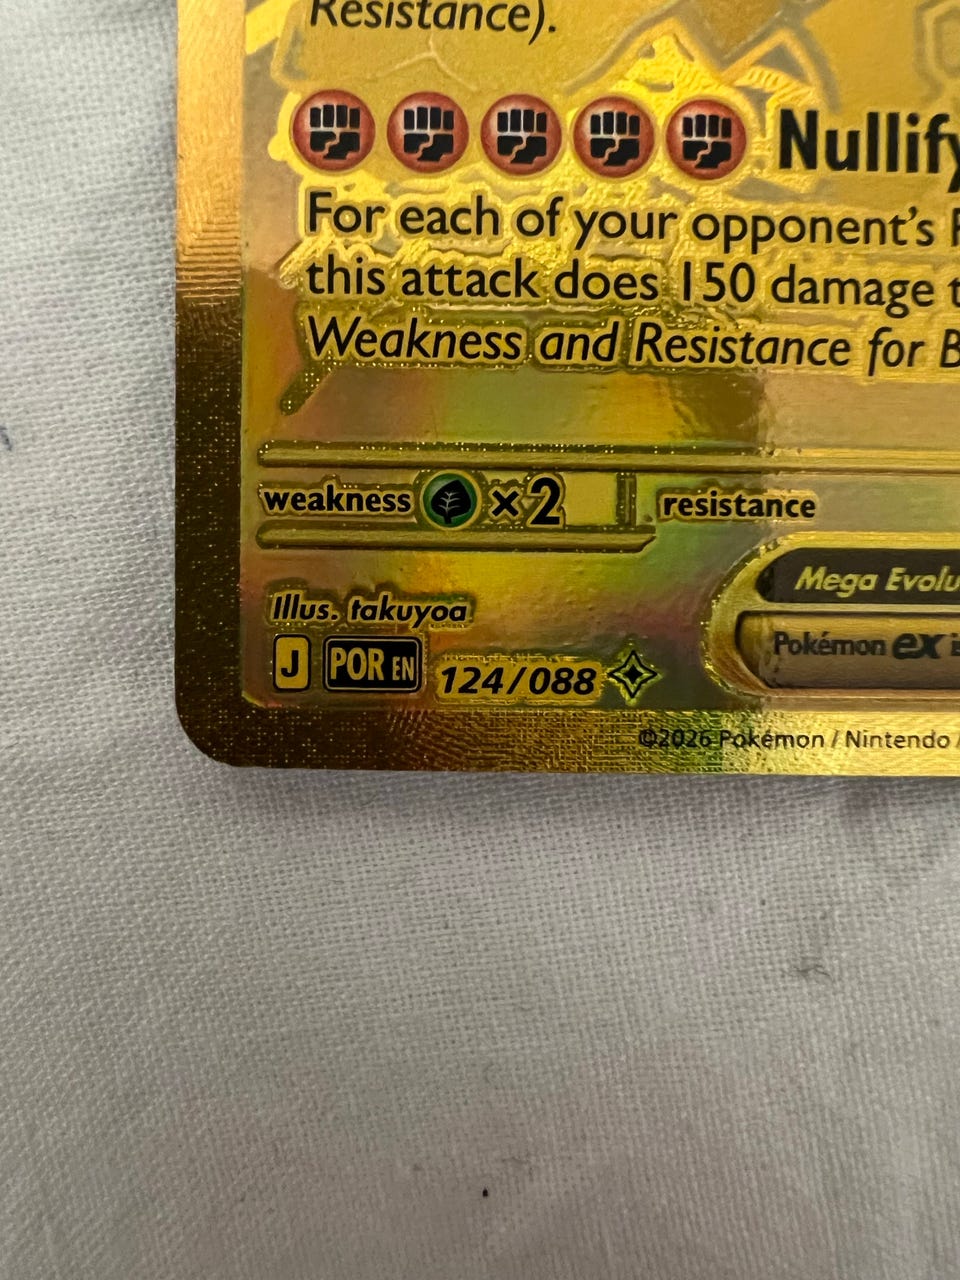 Resistance).
Nullify
For each of your opponent's
this attack does 150 damage
Weakness and Resistance for
weakness ×2 resistance
Mega Evolu
Illus. takuyoa
Pokémon ex
J POR EN 124/088
©2026 Pokémon / Nintendo /